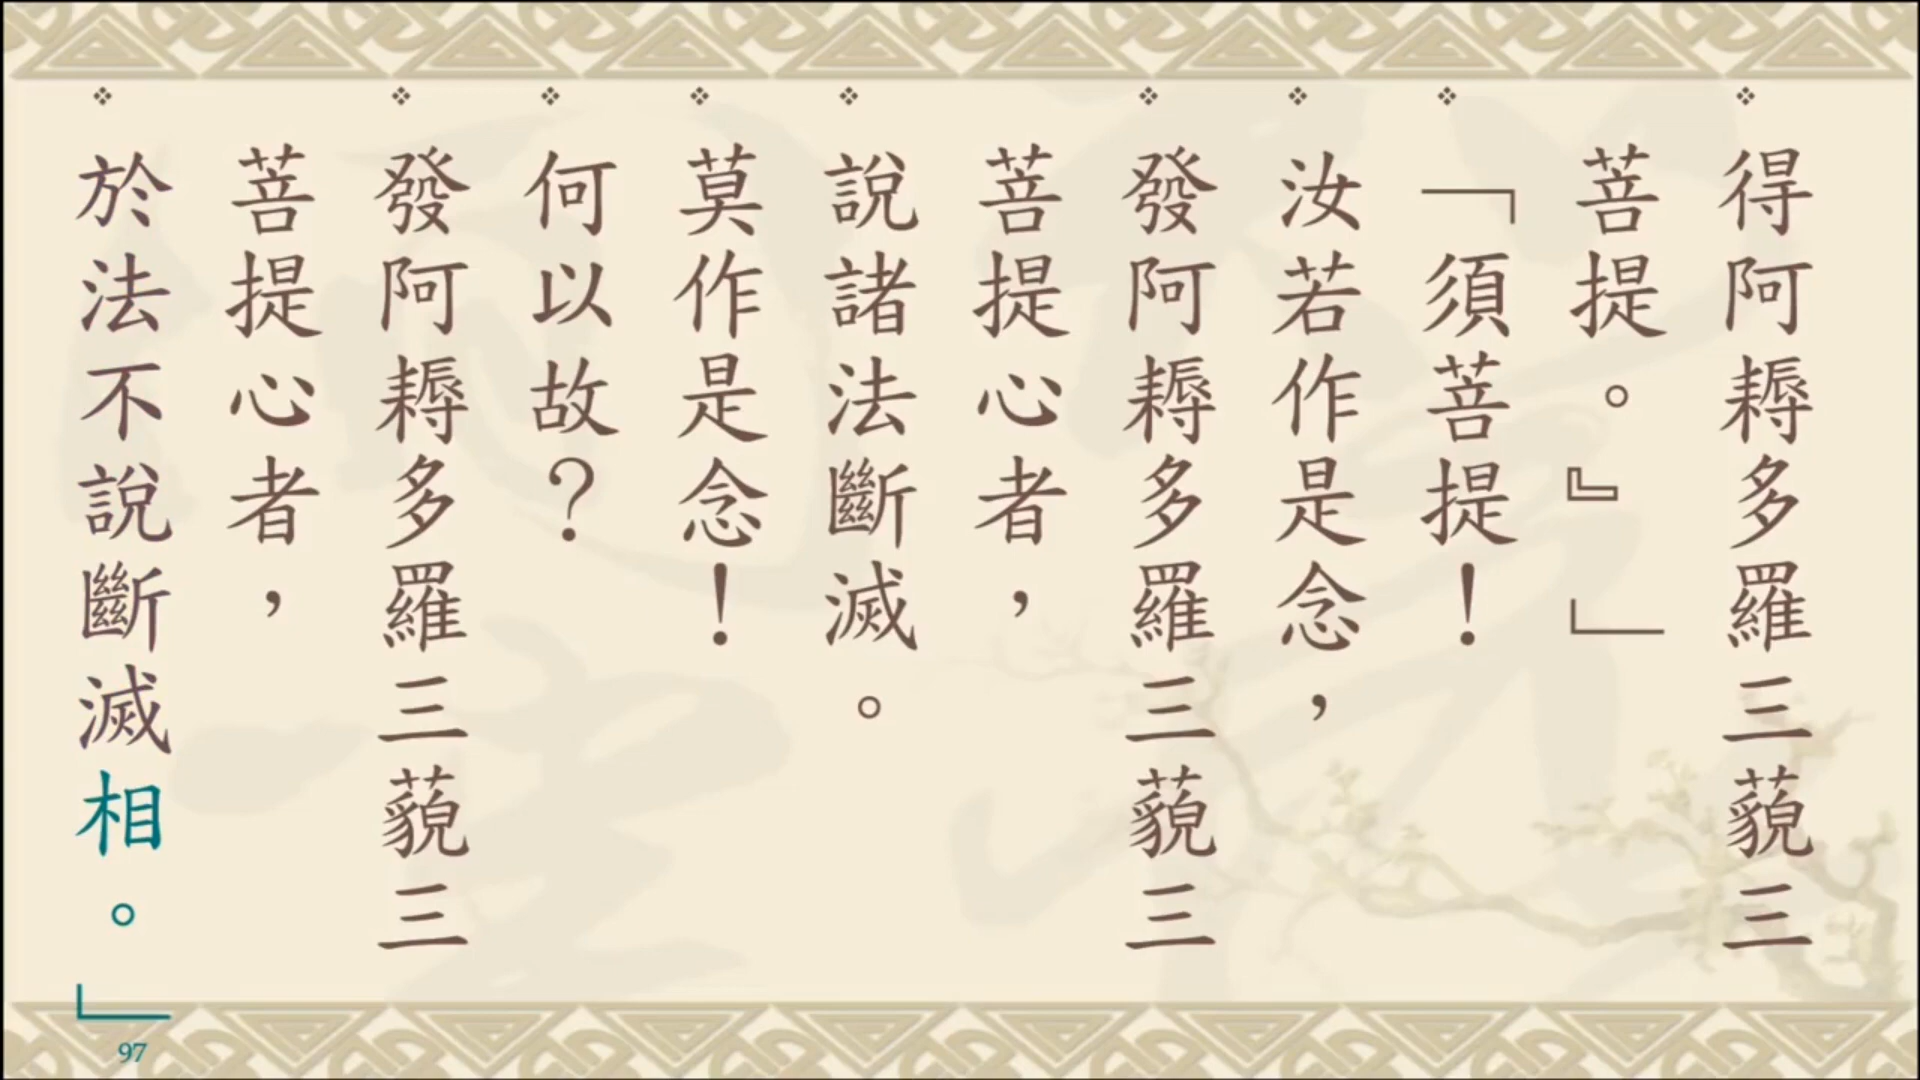 得阿耨多羅三藐三
菩提。』」
「須菩提！
汝若作是念，
發阿耨多羅三藐三
菩提心者，
說諸法斷滅。
莫作是念！
何以故？
發阿耨多羅三藐三
菩提心者，
於法不說斷滅相。」
97